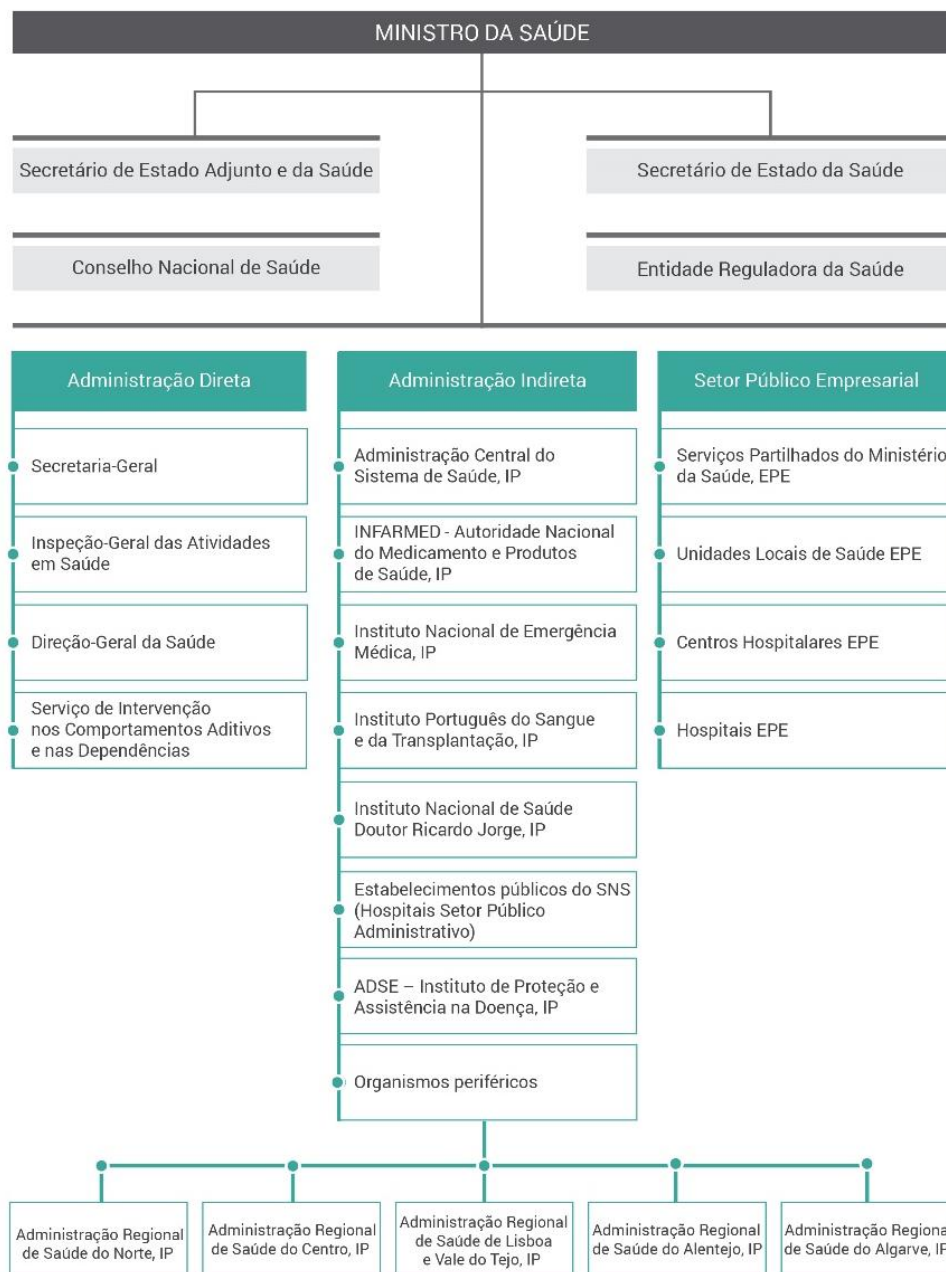 MINISTRO DA SAÚDE
Secretário de Estado Adjunto e da Saúde
Secretário de Estado da Saúde
Conselho Nacional de Saúde
Entidade Reguladora da Saúde
Administração Direta
Secretaria-Geral
Inspeção-Geral das Atividades
em Saúde
Direção-Geral da Saúde
Serviço de Intervenção
nos Comportamentos Aditivos
e nas Dependências
Administração Indireta
Administração Central do
Sistema de Saúde, IP
INFARMED - Autoridade Nacional
do Medicamento e Produtos
de Saúde, IP
Instituto Nacional de Emergência
Médica, IP
Instituto Português do Sangue
e da Transplantação, IP
Instituto Nacional de Saúde
Doutor Ricardo Jorge, IP
Estabelecimentos públicos do SNS
(Hospitais Setor Público
Administrativo)
ADSE – Instituto de Proteção e
Assistência na Doença, IP
Organismos periféricos
Setor Público Empresarial
Serviços Partilhados do Ministério
da Saúde, EPE
Unidades Locais de Saúde EPE
Centros Hospitalares EPE
Hospitais EPE
Administração Regional
de Saúde do Norte, IP
Administração Regional
de Saúde do Centro, IP
Administração Regional
de Saúde de Lisboa
e Vale do Tejo, IP
Administração Regional
de Saúde do Alentejo, IP
Administração Regional
de Saúde do Algarve, IP